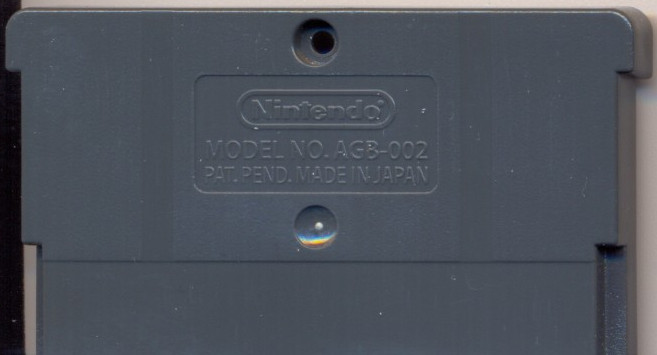 Nintendo®
MODEL NO. AGB-002
PAT. PEND. MADE IN JAPAN